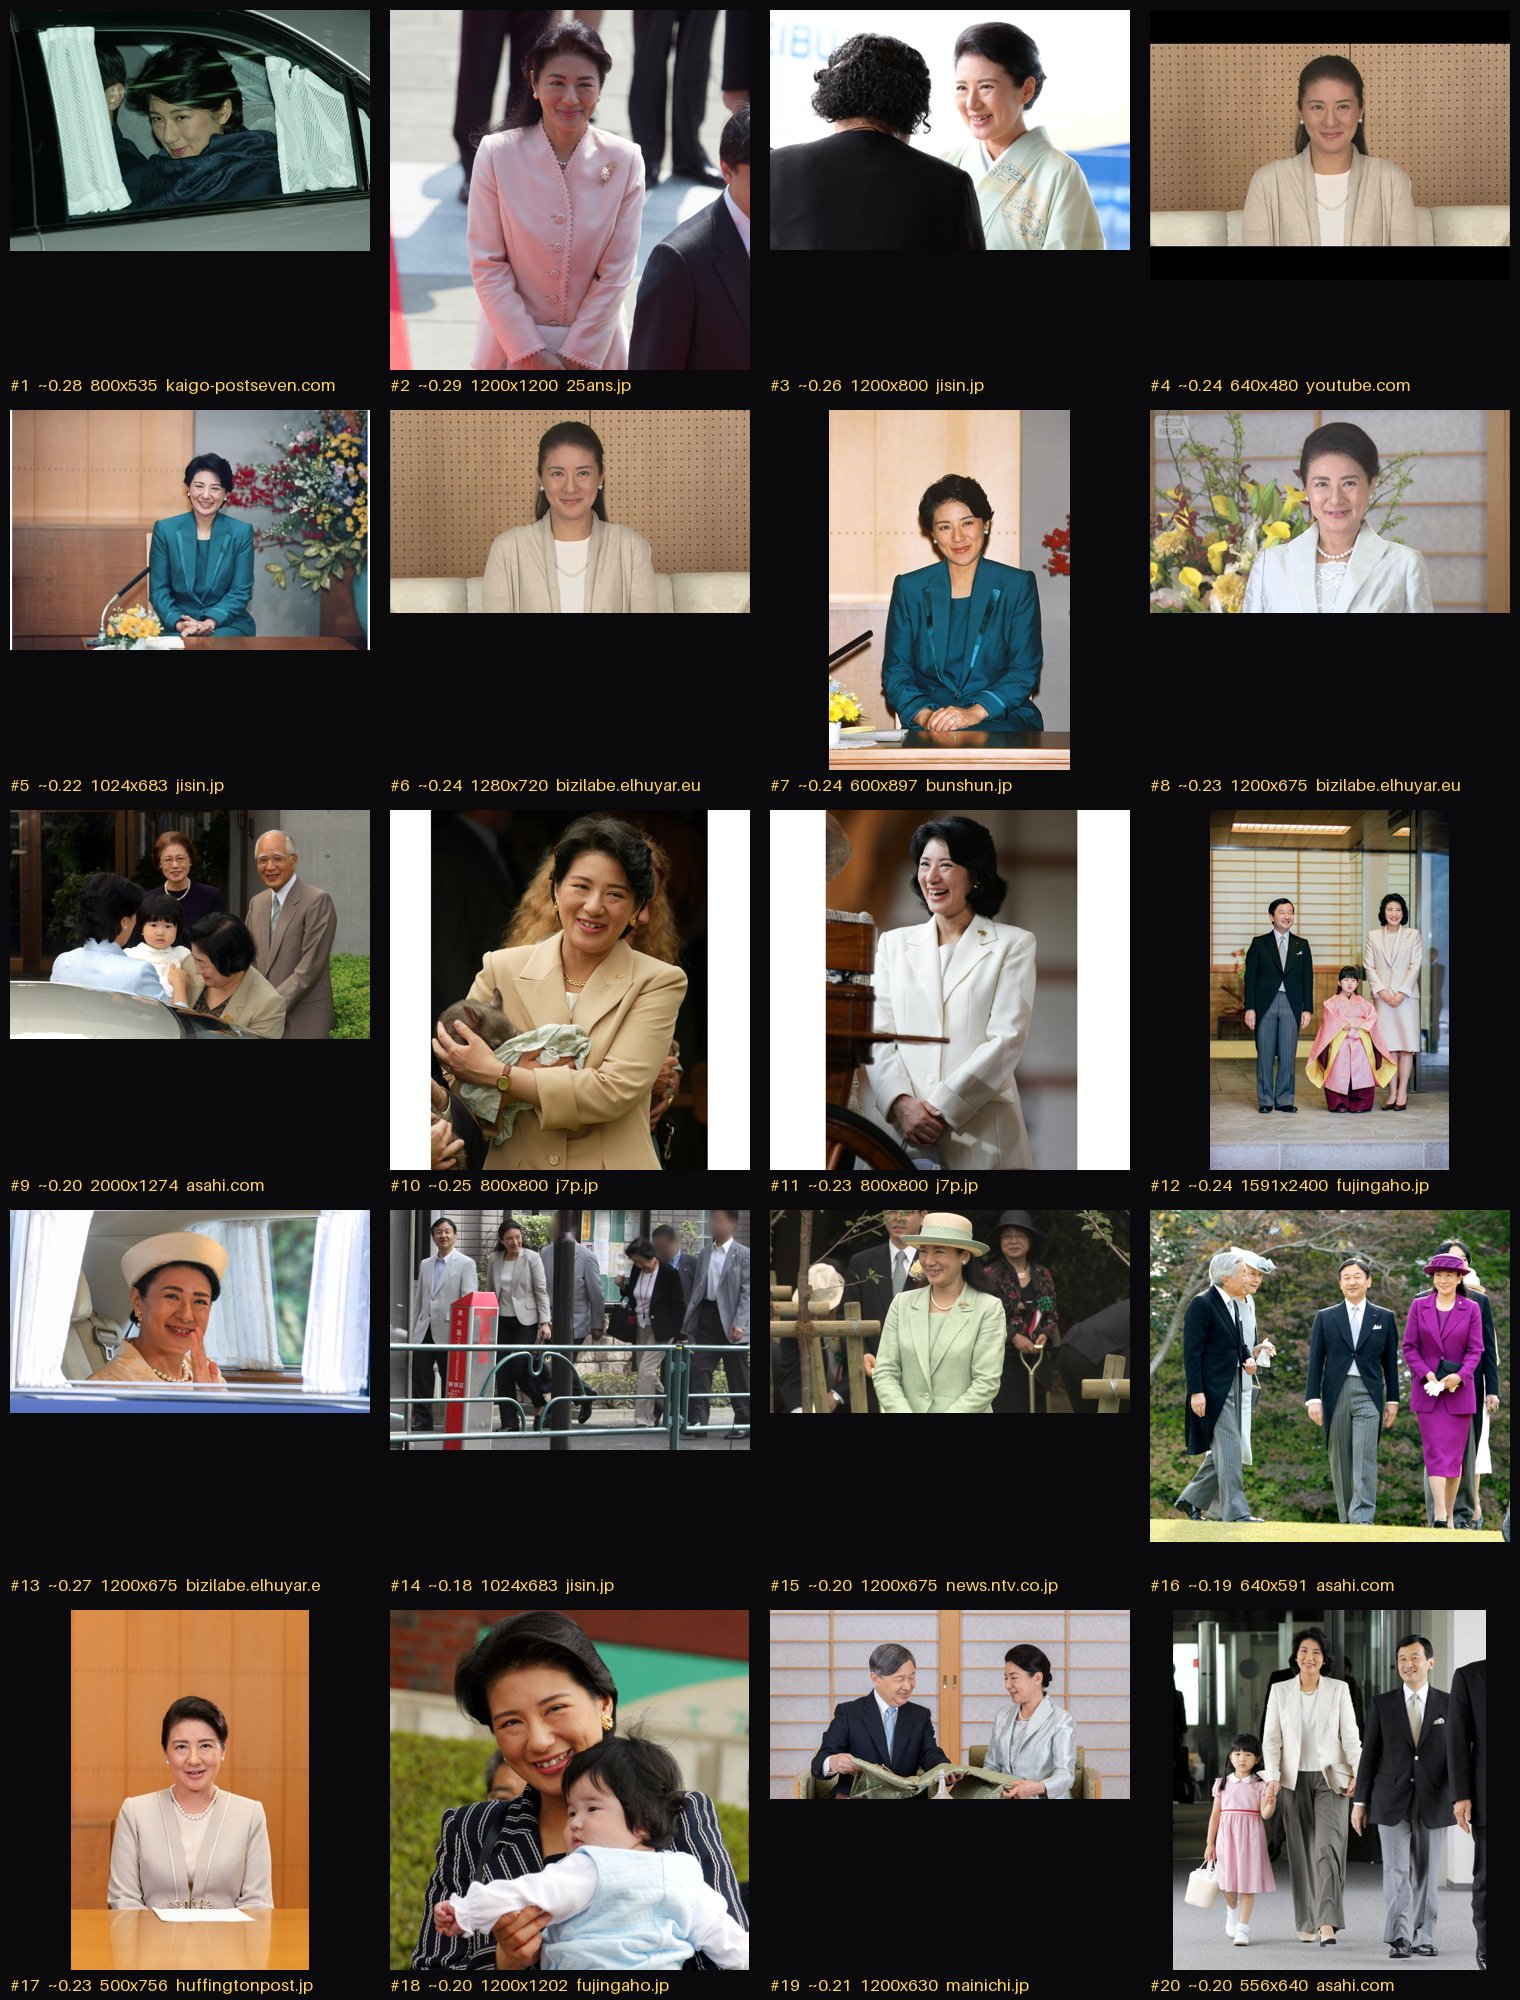 EIBU
#1 ~0.28 800x535 kaigo-postseven.com
#2 ~0.29 1200x1200 25ans.jp
#3 ~0.26 1200x800 jisin.jp
#4 ~0.24 640x480 youtube.com
NEWS
#5 ~0.22 1024x683 jisin.jp
#6 ~0.24 1280x720 bizilabe.elhuyar.eu
#7 ~0.24 600x897 bunshun.jp
#8 ~0.23 1200x675 bizilabe.elhuyar.eu
#9 ~0.20 2000x1274 asahi.com
#10 ~0.25 800x800 j7p.jp
#11 ~0.23 800x800 j7p.jp
#12 ~0.24 1591x2400 fujingaho.jp
消火器
#13 ~0.27 1200x675 bizilabe.elhuyar.e
#14 ~0.18 1024x683 jisin.jp
#15 ~0.20 1200x675 news.ntv.co.jp
#16 ~0.19 640x591 asahi.com
#17 ~0.23 500x756 huffingtonpost.jp
#18 ~0.20 1200x1202 fujingaho.jp
#19 ~0.21 1200x630 mainichi.jp
#20 ~0.20 556x640 asahi.com